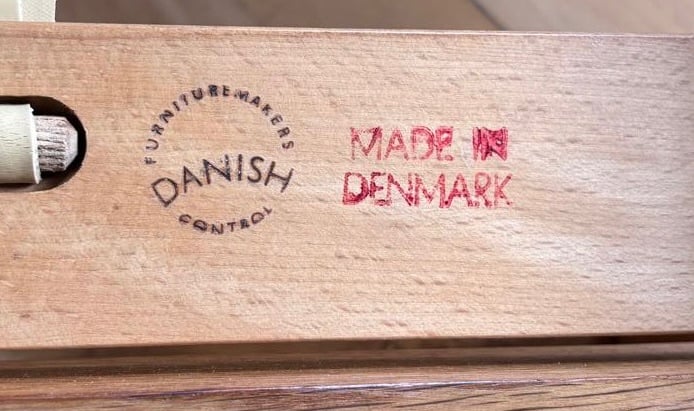 FURNITUREMAKERS
DANISH
CONTROL
MADE IN
DENMARK